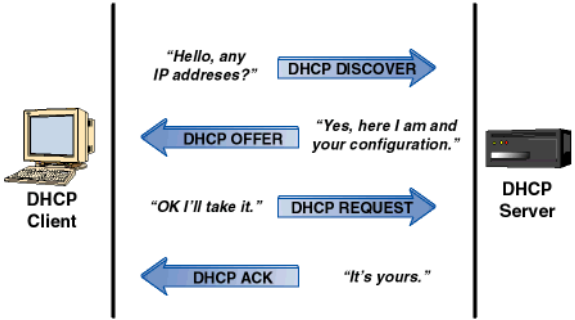 “Hello, any
IP addreses?”
DHCP DISCOVER
DHCP OFFER
“Yes, here I am and
your configuration.”
DHCP
Client
DHCP
Server
“OK I’ll take it.”
DHCP REQUEST
DHCP ACK
“It’s yours.”